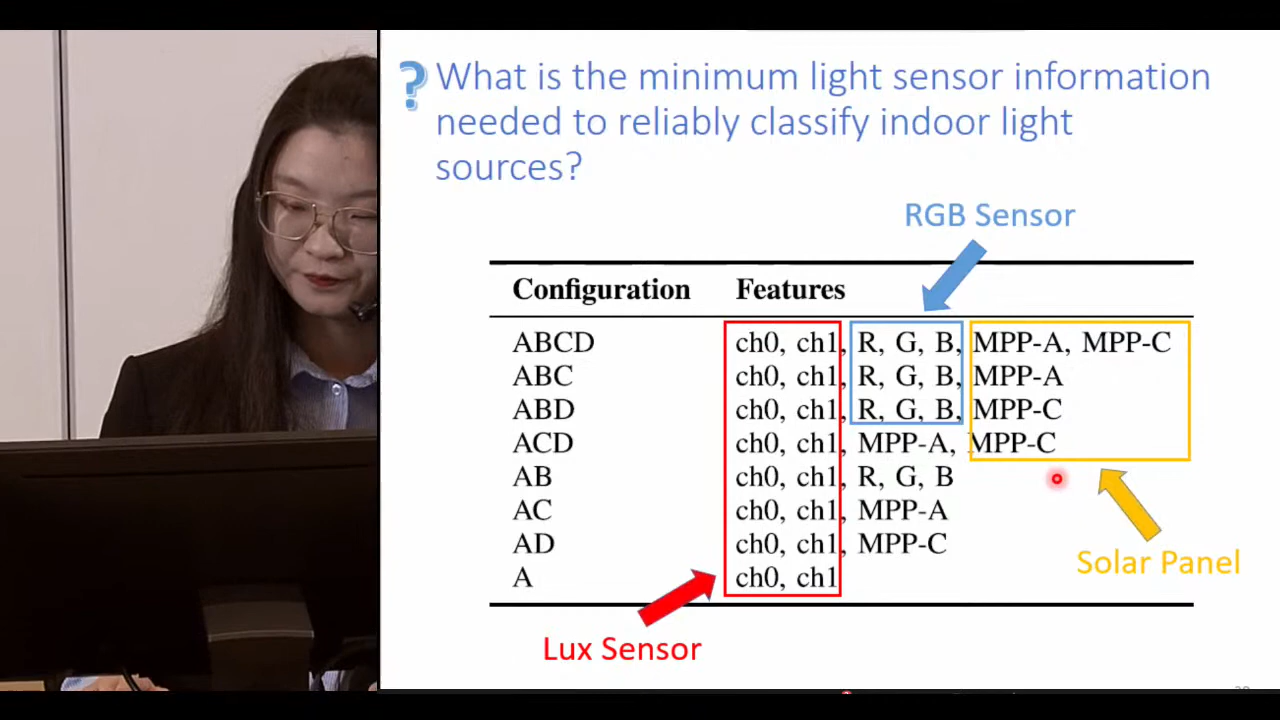 ? What is the minimum light sensor information
needed to reliably classify indoor light
sources?
RGB Sensor
Configuration Features
ABCD ch0, ch1, R, G, B, MPP-A, MPP-C
ABC ch0, ch1, R, G, B, MPP-A
ABD ch0, ch1, R, G, B, MPP-C
ACD ch0, ch1, MPP-A, MPP-C
AB ch0, ch1, R, G, B
AC ch0, ch1, MPP-A
AD ch0, ch1, MPP-C
A ch0, ch1
Solar Panel
Lux Sensor